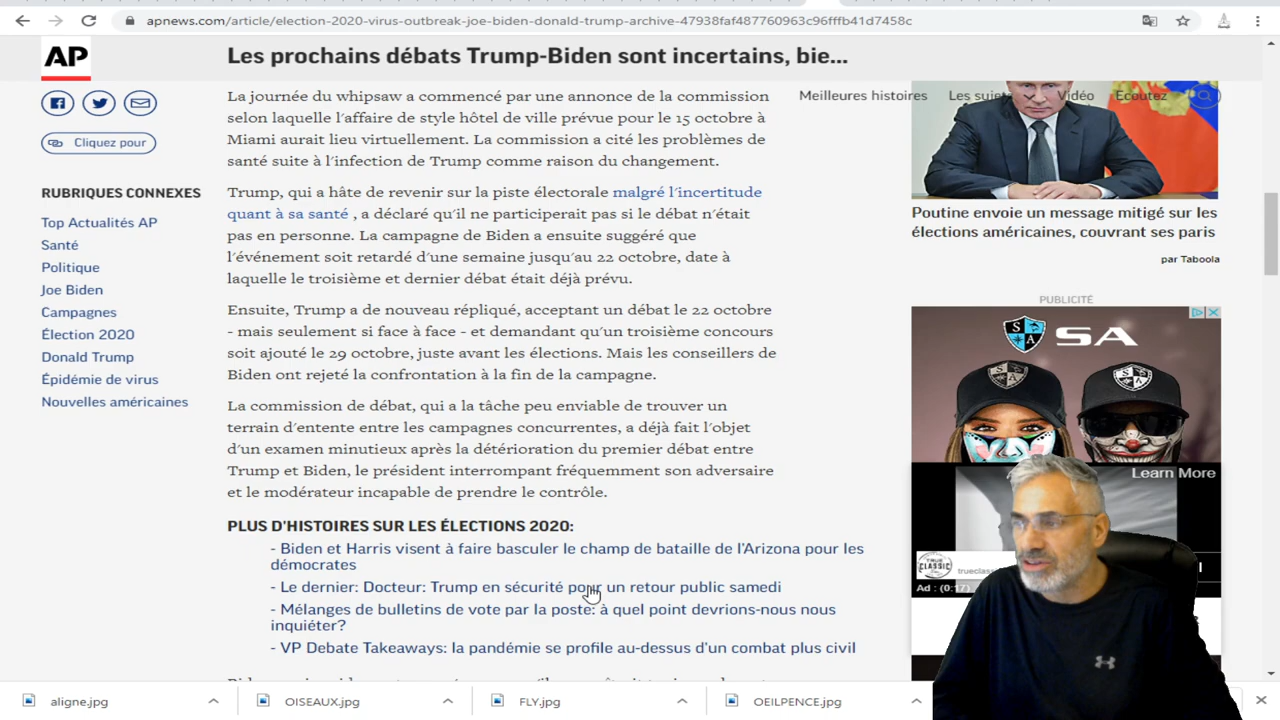 apnews.com/article/election-2020-virus-outbreak-joe-biden-donald-trump-archive-47938faf487760963c96fffb41d7458c
AP
Les prochains débats Trump-Biden sont incertains, bie...
Meilleures histoires
Les sujets
Vidéo
Écoutez
Cliquez pour
RUBRIQUES CONNEXES
Top Actualités AP
Santé
Politique
Joe Biden
Campagnes
Élection 2020
Donald Trump
Épidémie de virus
Nouvelles américaines
La journée du whipsaw a commencé par une annonce de la commission
selon laquelle l'affaire de style hôtel de ville prévue pour le 15 octobre à
Miami aurait lieu virtuellement. La commission a cité les problèmes de
santé suite à l'infection de Trump comme raison du changement.
Trump, qui a hâte de revenir sur la piste électorale malgré l'incertitude
quant à sa santé , a déclaré qu'il ne participerait pas si le débat n'était
pas en personne. La campagne de Biden a ensuite suggéré que
l'événement soit retardé d'une semaine jusqu'au 22 octobre, date à
laquelle le troisième et dernier débat était déjà prévu.
Ensuite, Trump a de nouveau répliqué, acceptant un débat le 22 octobre
- mais seulement si face à face - et demandant qu'un troisième concours
soit ajouté le 29 octobre, juste avant les élections. Mais les conseillers de
Biden ont rejeté la confrontation à la fin de la campagne.
La commission de débat, qui a la tâche peu enviable de trouver un
terrain d'entente entre les campagnes concurrentes, a déjà fait l'objet
d'un examen minutieux après la détérioration du premier débat entre
Trump et Biden, le président interrompant fréquemment son adversaire
et le modérateur incapable de prendre le contrôle.
PLUS D'HISTOIRES SUR LES ÉLECTIONS 2020:
- Biden et Harris visent à faire basculer le champ de bataille de l'Arizona pour les
démocrates
- Le dernier: Docteur: Trump en sécurité pour un retour public samedi
- Mélanges de bulletins de vote par la poste: à quel point devrions-nous nous
inquiéter?
- VP Debate Takeaways: la pandémie se profile au-dessus d'un combat plus civil
Poutine envoie un message mitigé sur les
élections américaines, couvrant ses paris
par Taboola
PUBLICITÉ
SA
Learn More
TRUE
CLASSIC
trueclass
Ad : (0:17)
aligne.jpg
OISEAUX.jpg
FLY.jpg
OEILPENCE.jpg